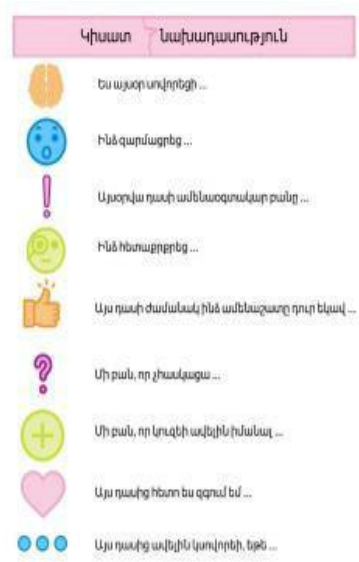 Կիսատ նախադասություն
Ես այսօր սովորեցի ...
Ինձ զարմացրեց ...
Այսօրվա դասի ամենաօգտակար բանը ...
Ինձ հետաքրքրեց ...
Այս դասի ժամանակ ինձ ամենաշատը դուր եկավ ...
Մի բան, որ չհասկացա ...
Մի բան, որ կուզեի ավելին իմանալ ...
Այս դասից հետո ես զգում եմ ...
Այս դասից ավելին կսովորեի, եթե ...